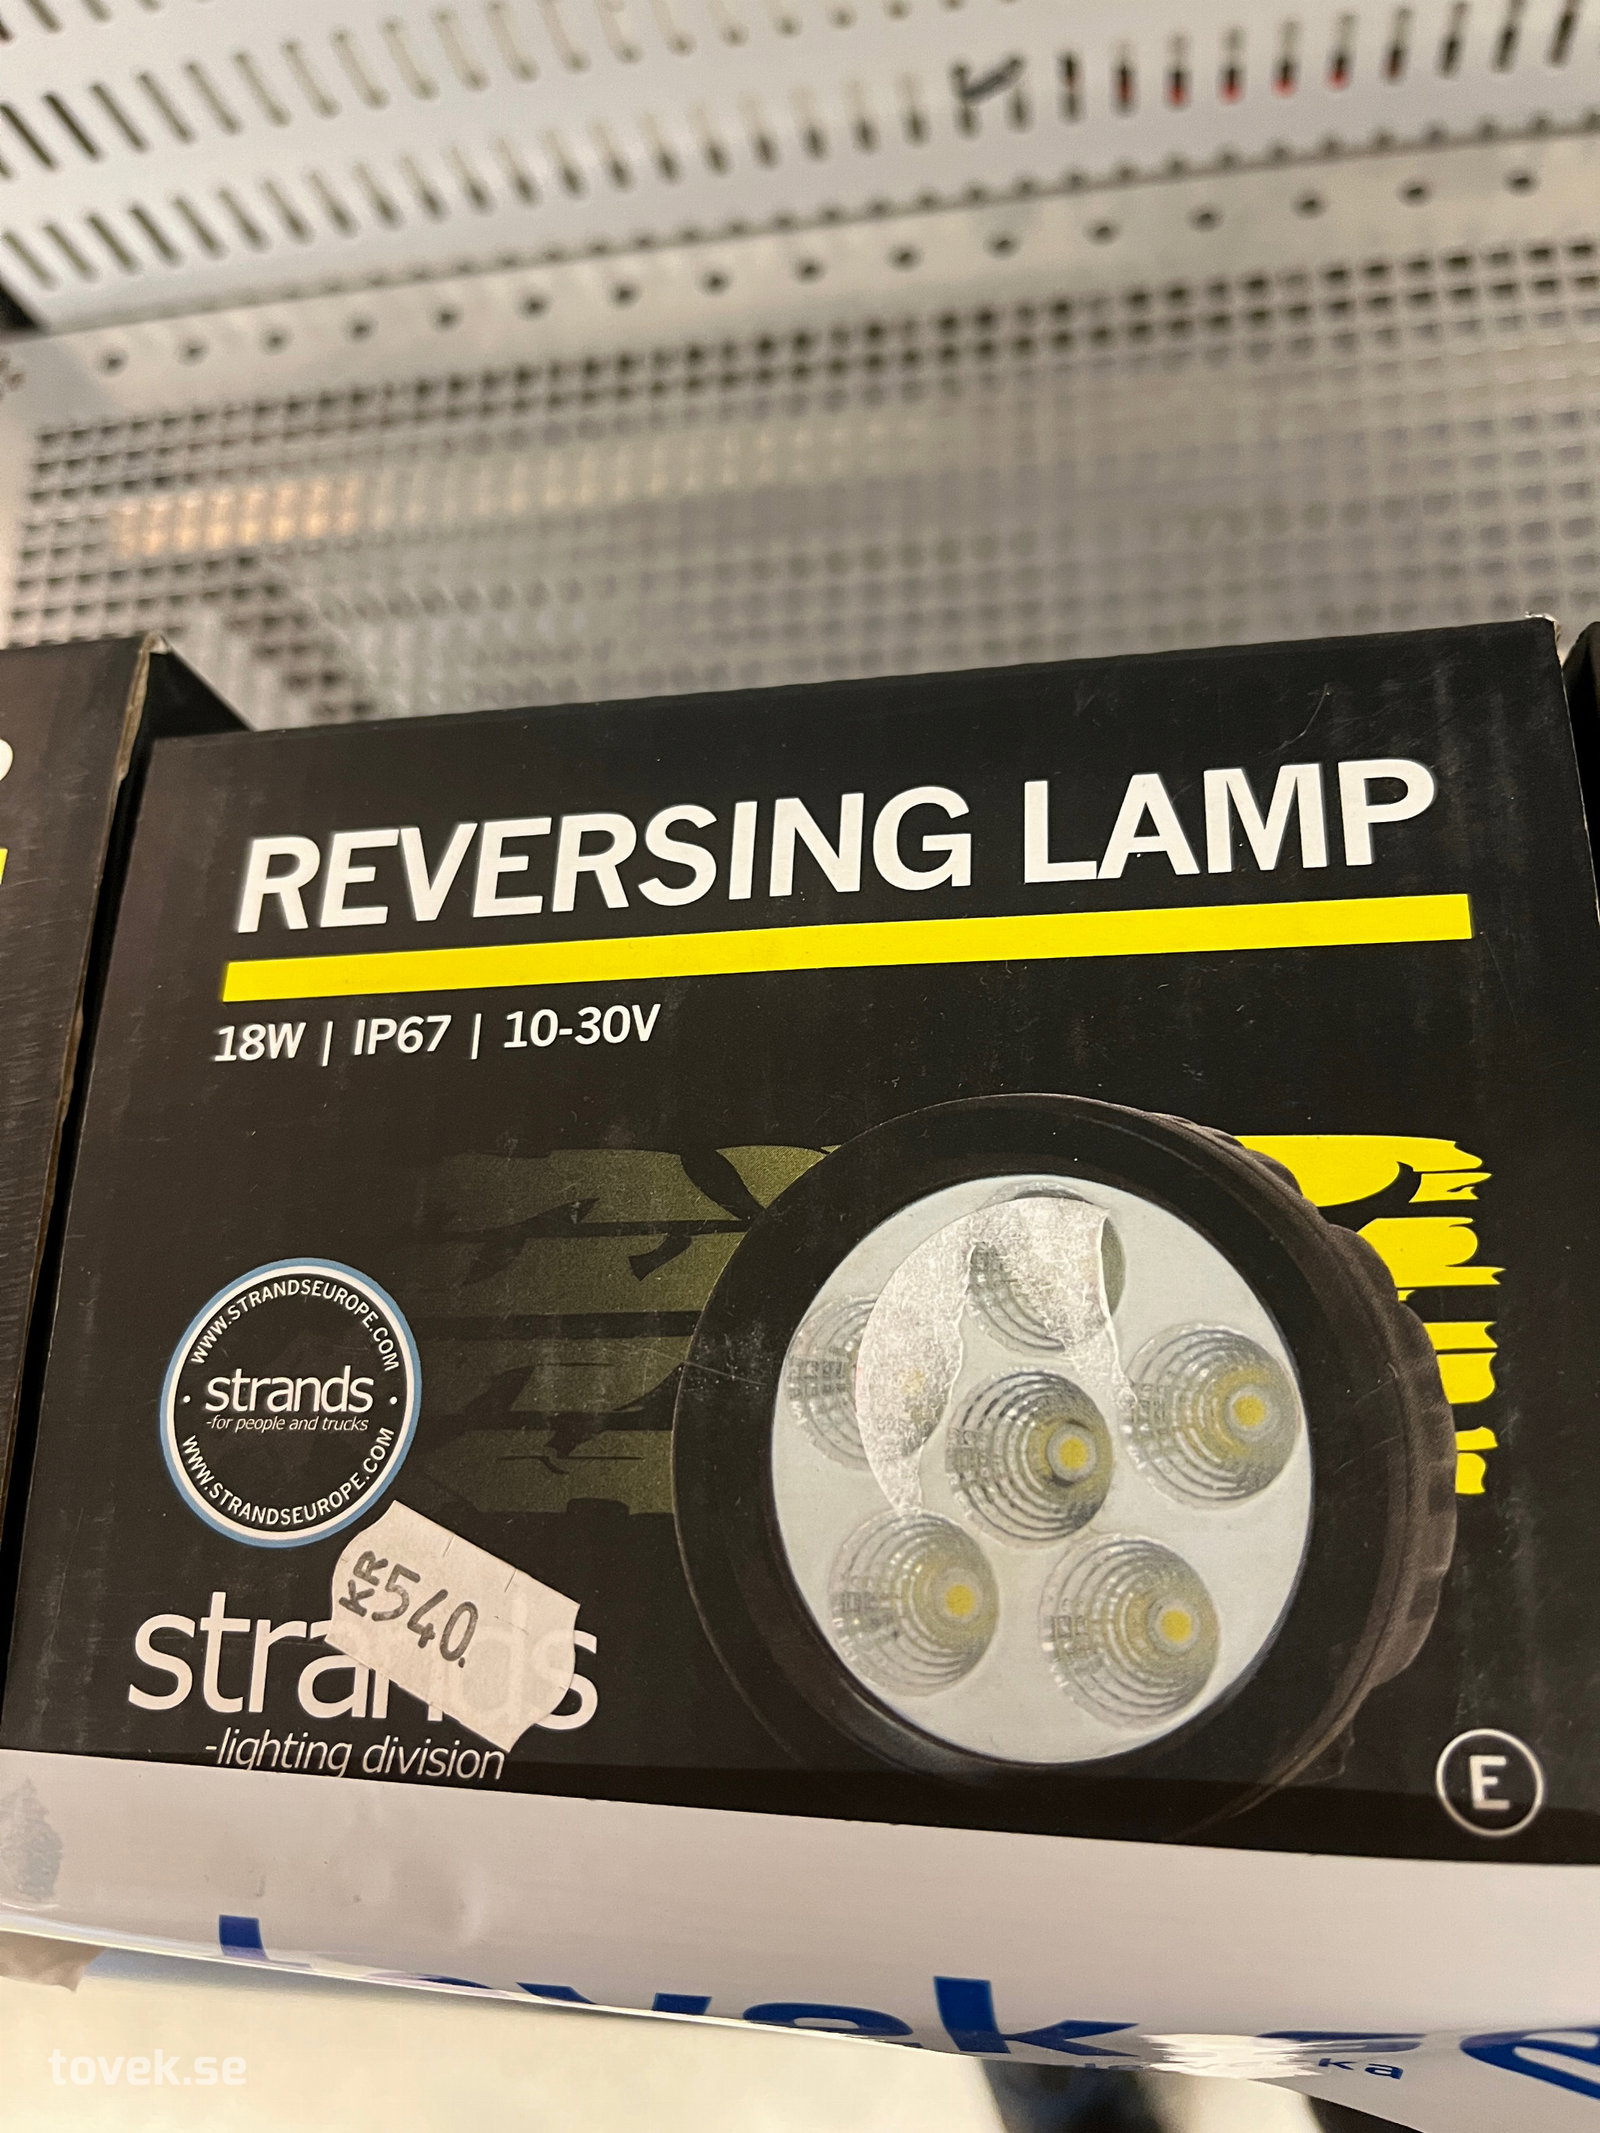 REVERSING LAMP
18W | IP67 | 10-30V
WWW.STRANDSEUROPE.COM
strands
-for people and trucks
WWW.STRANDSEUROPE.COM
KR 540.
strands
-lighting division
E
tovek.se